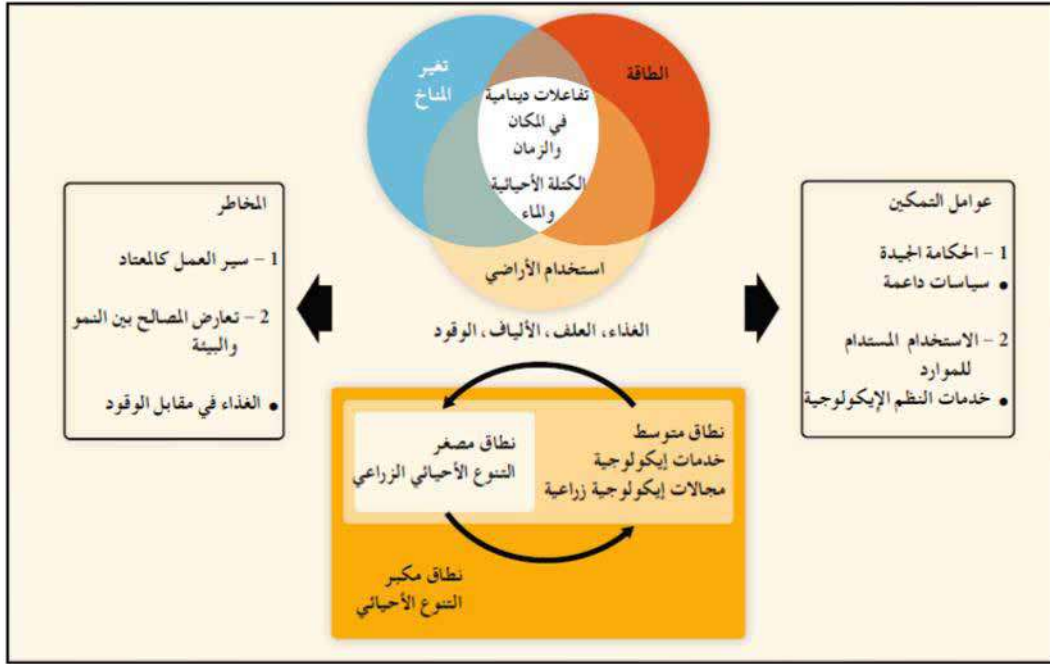 تغير
المناخ
الطاقة
تفاعلات دينامية
في المكان
والزمان
الكتلة الأحيائية
والماء
استخدام الأراضي
الغذاء، العلف، الألياف، الوقود
عوامل التمكين
1 – الحكامة الجيدة
• سياسات داعمة
2 – الاستخدام المستدام
للموارد
• خدمات النظم الإيكولوجية
المخاطر
1 – سير العمل كالمعتاد
2 – تعارض المصالح بين النمو
والبيئة
• الغذاء في مقابل الوقود
نطاق متوسط
خدمات إيكولوجية
مجالات إيكولوجية زراعية
نطاق مصغر
التنوع الأحيائي الزراعي
نطاق مكبر
التنوع الأحيائي